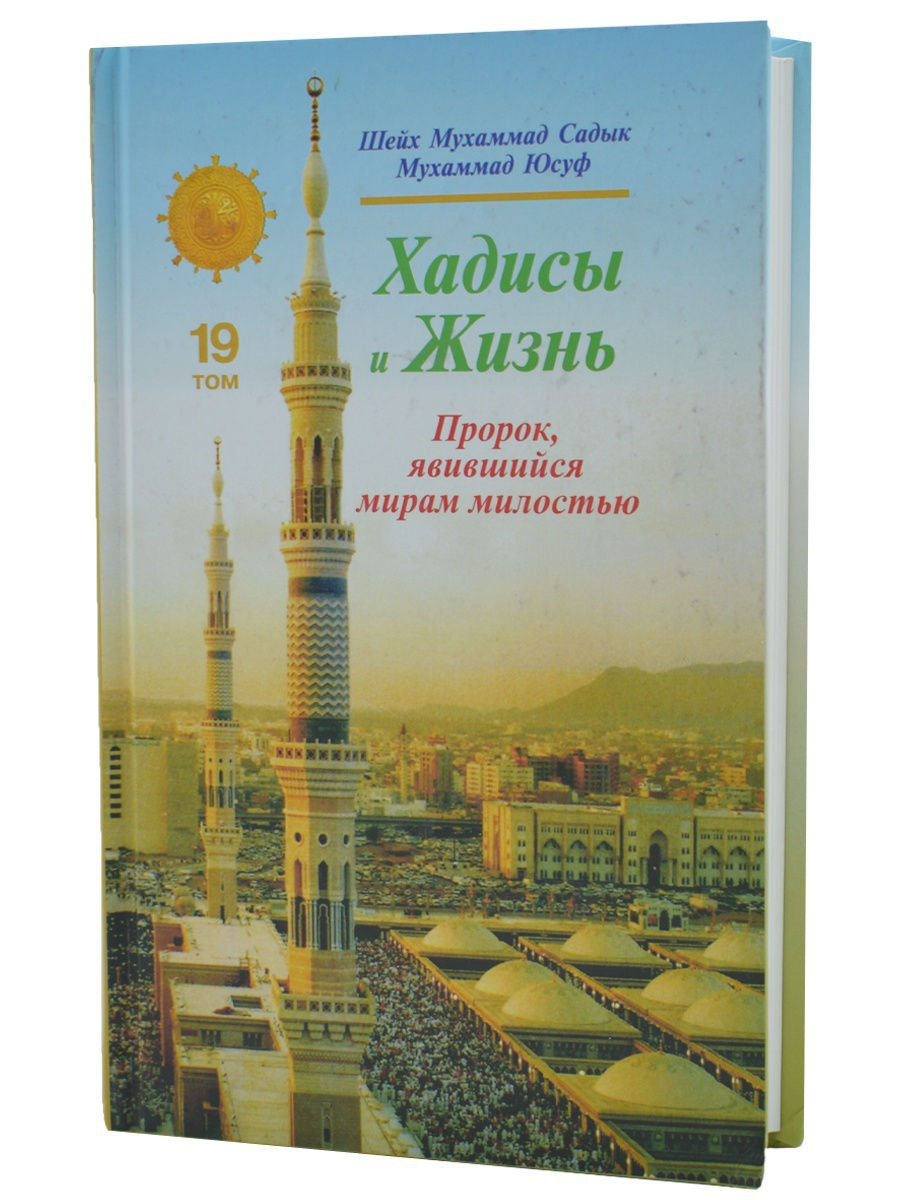 Шейх Мухаммад Садык
Мухаммад Юсуф
Хадисы
и Жизнь
19
ТОМ
Пророк,
явившийся
мирам милостью